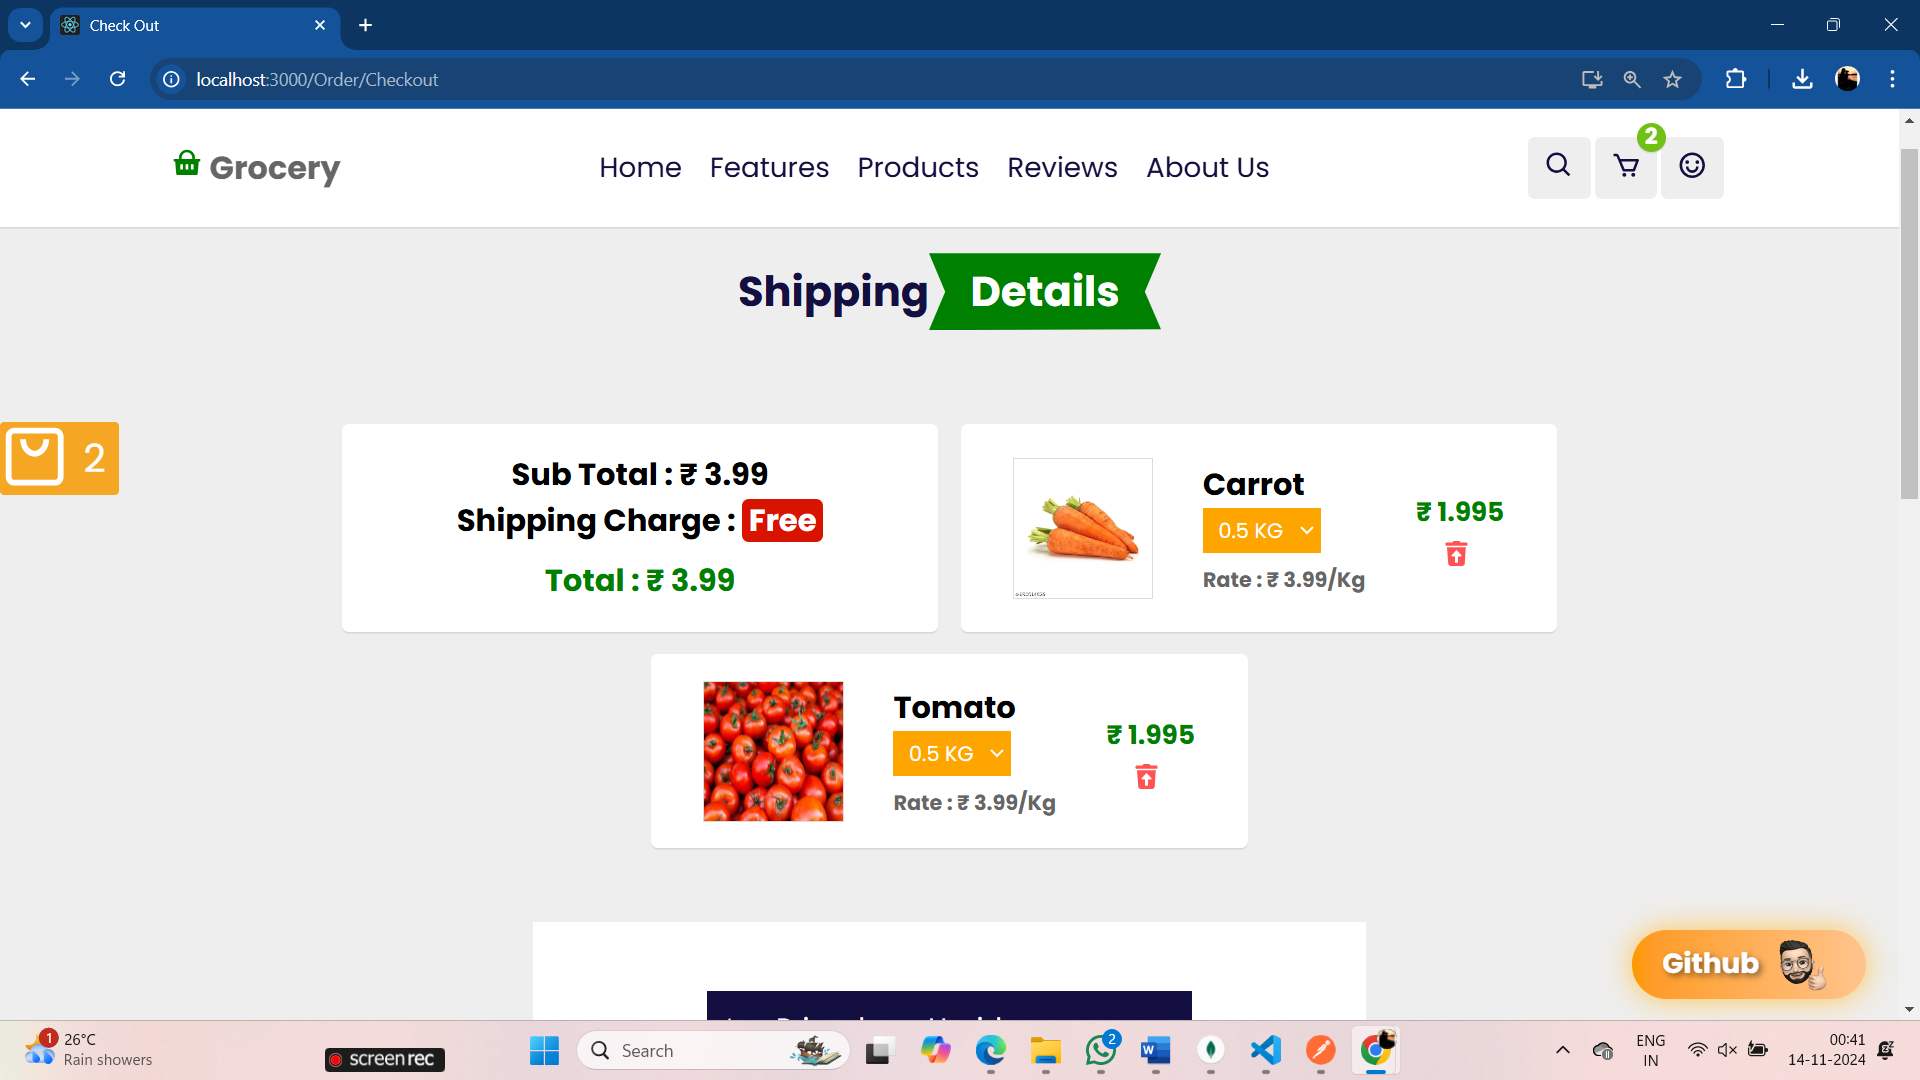 Check Out
localhost:3000/Order/Checkout
Grocery
Home Features Products Reviews About Us
2
Shipping Details
2
Sub Total : ₹ 3.99
Shipping Charge : Free
Total : ₹ 3.99
Carrot
0.5 KG
Rate : ₹ 3.99/Kg
₹ 1.995
Tomato
0.5 KG
Rate : ₹ 3.99/Kg
₹ 1.995
Github
1
26°C
Rain showers
screenrec
Search
2
W
ENG
IN
00:41
14-11-2024